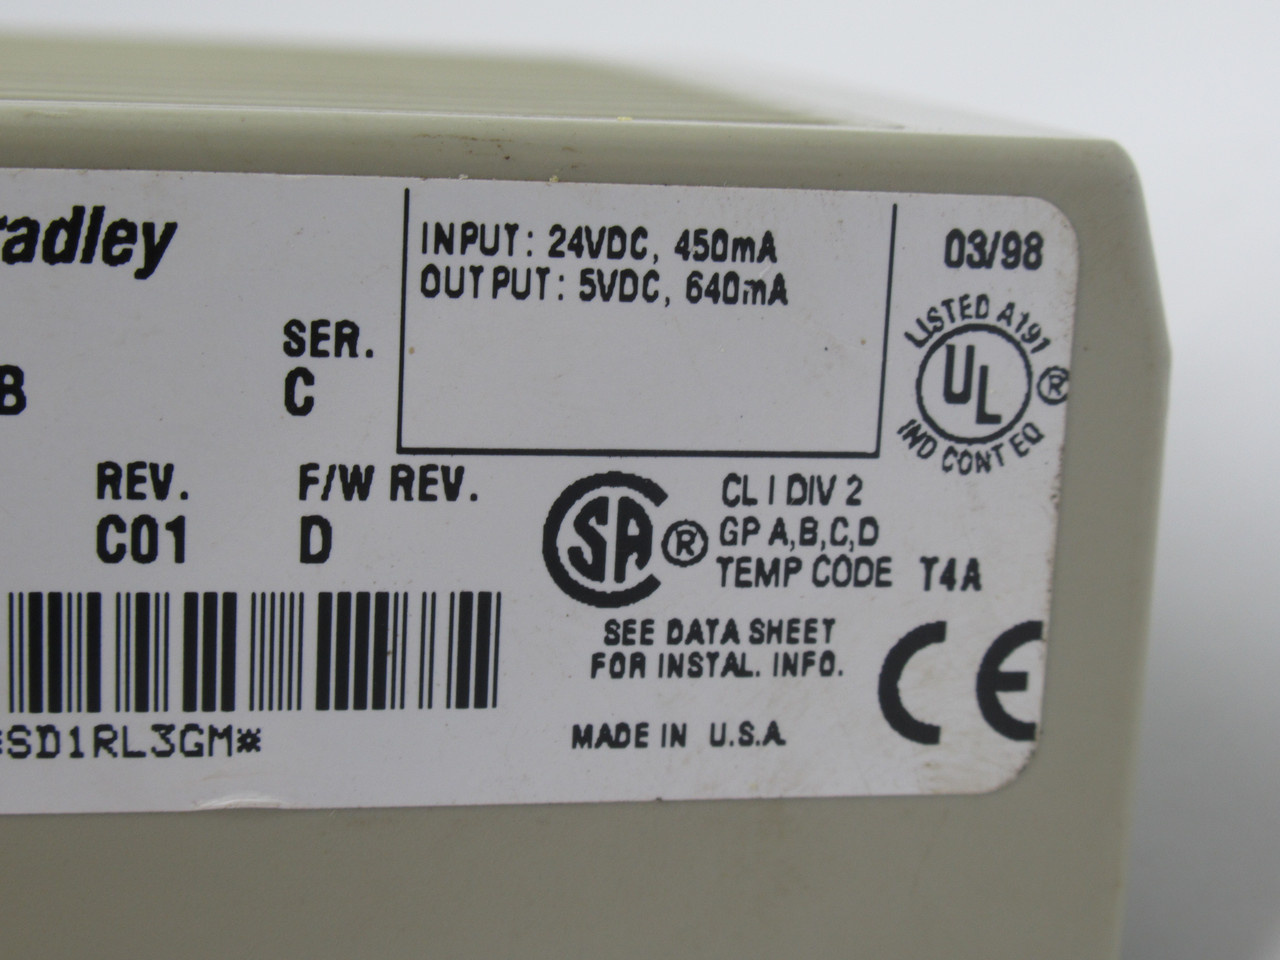 radley
INPUT: 24VDC, 450mA
OUTPUT: 5VDC, 640mA
03/98
LISTED A191
UL ®
IND CONT EQ
SER.
B C
REV. F/W REV.
C01 D
SA ®
CL I DIV 2
GP A,B,C,D
TEMP CODE T4A
SEE DATA SHEET
FOR INSTAL. INFO.
CE
*SD1RL3GM*
MADE IN U.S.A.